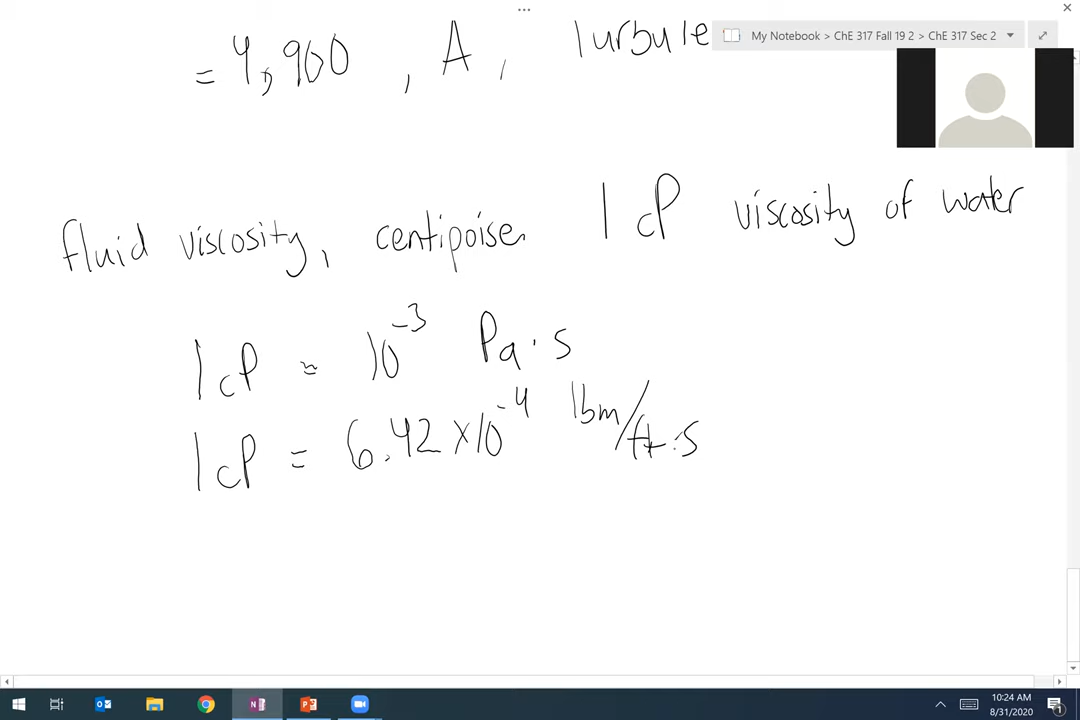 My Notebook > ChE 317 Fall 19 2 > ChE 317 Sec 2
= 4,900 , A, Turbule
fluid viscosity, centipoise 1 cP viscosity of water
1 cP = 10^-3 Pa·s
1 cP = 6.42 × 10^-4 lbm/ft·s
10:24 AM
8/31/2020